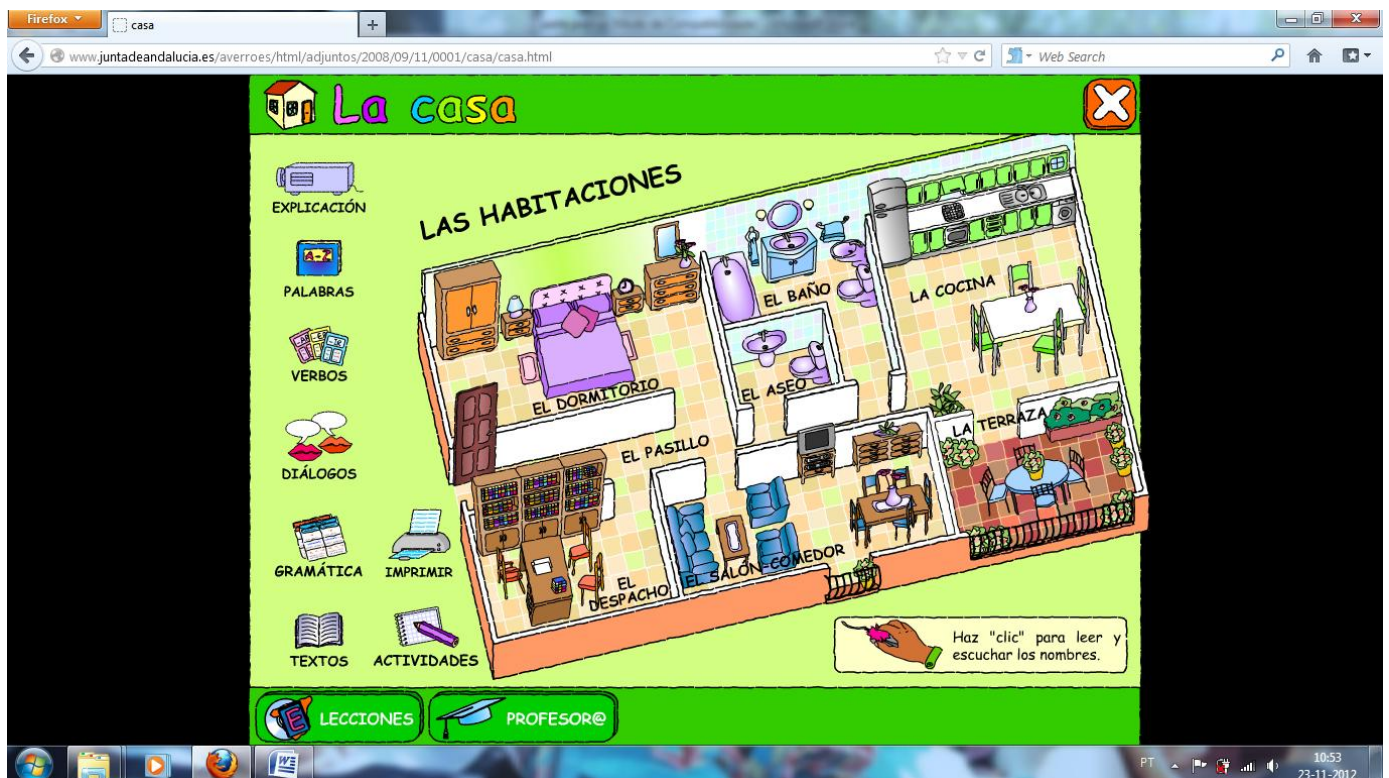 Firefox
casa
www.juntadeandalucia.es/averroes/html/adjuntos/2008/09/11/0001/casa/casa.html
Web Search
La casa
EXPLICACIÓN
PALABRAS
A-Z
VERBOS
DIÁLOGOS
GRAMÁTICA
IMPRIMIR
TEXTOS
ACTIVIDADES
LAS HABITACIONES
EL BAÑO
LA COCINA
EL DORMITORIO
EL ASEO
LA TERRAZA
EL PASILLO
EL SALÓN-COMEDOR
EL
DESPACHO
Haz "clic" para leer y
escuchar los nombres.
E
LECCIONES
PROFESOR@
W
PT
10:53
23-11-2012